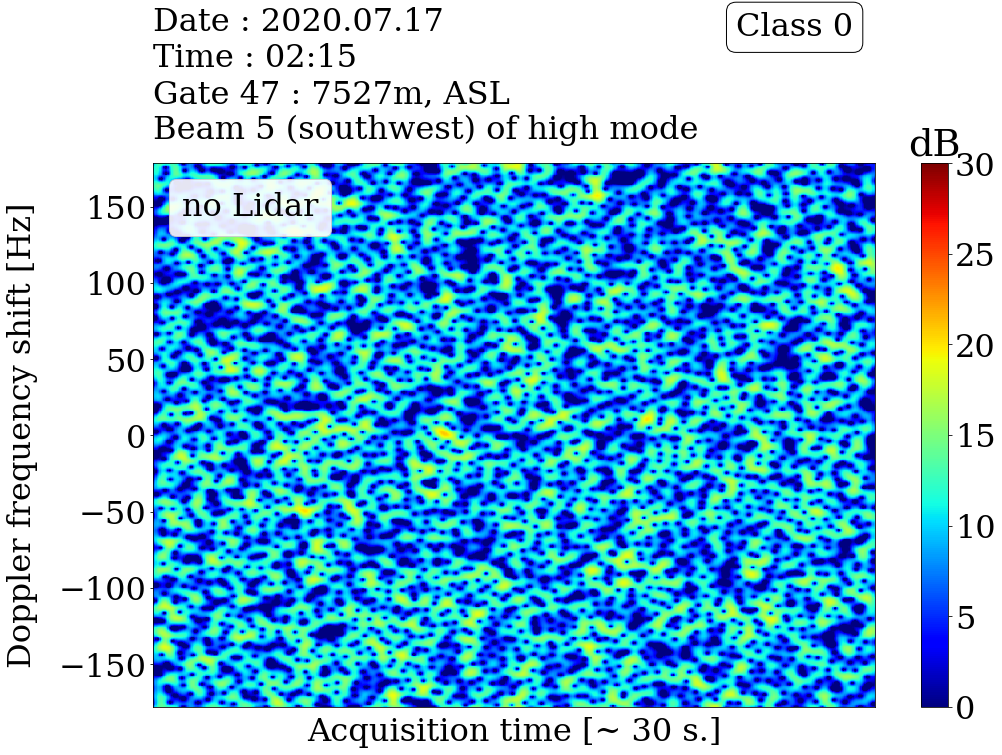 Date : 2020.07.17
Time : 02:15
Gate 47 : 7527m, ASL
Beam 5 (southwest) of high mode
Class 0
dB
no Lidar
Doppler frequency shift [Hz]
150
100
50
0
−50
−100
−150
30
25
20
15
10
5
0
Acquisition time [~ 30 s.]